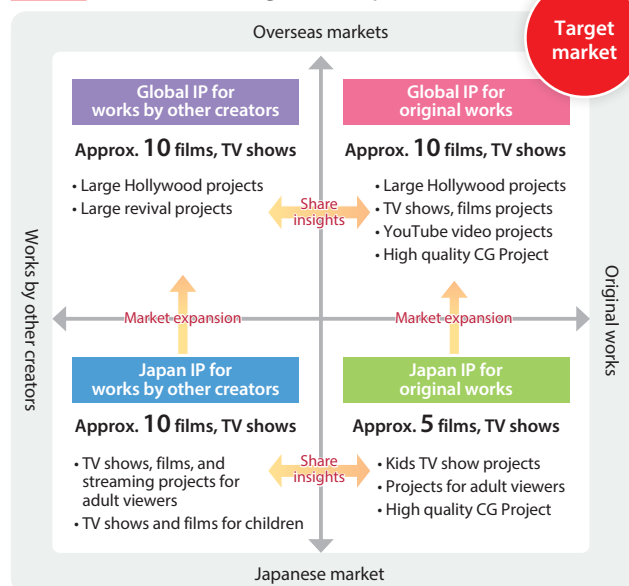 Overseas markets
Target
market
Global IP for
works by other creators
Approx. 10 films, TV shows
• Large Hollywood projects
• Large revival projects
Global IP for
original works
Approx. 10 films, TV shows
• Large Hollywood projects
• TV shows, films projects
• YouTube video projects
• High quality CG Project
Share
insights
Works by other creators
Original works
Market expansion
Market expansion
Japan IP for
works by other creators
Approx. 10 films, TV shows
• TV shows, films, and
streaming projects for
adult viewers
• TV shows and films for children
Japan IP for
original works
Approx. 5 films, TV shows
• Kids TV show projects
• Projects for adult viewers
• High quality CG Project
Share
insights
Japanese market